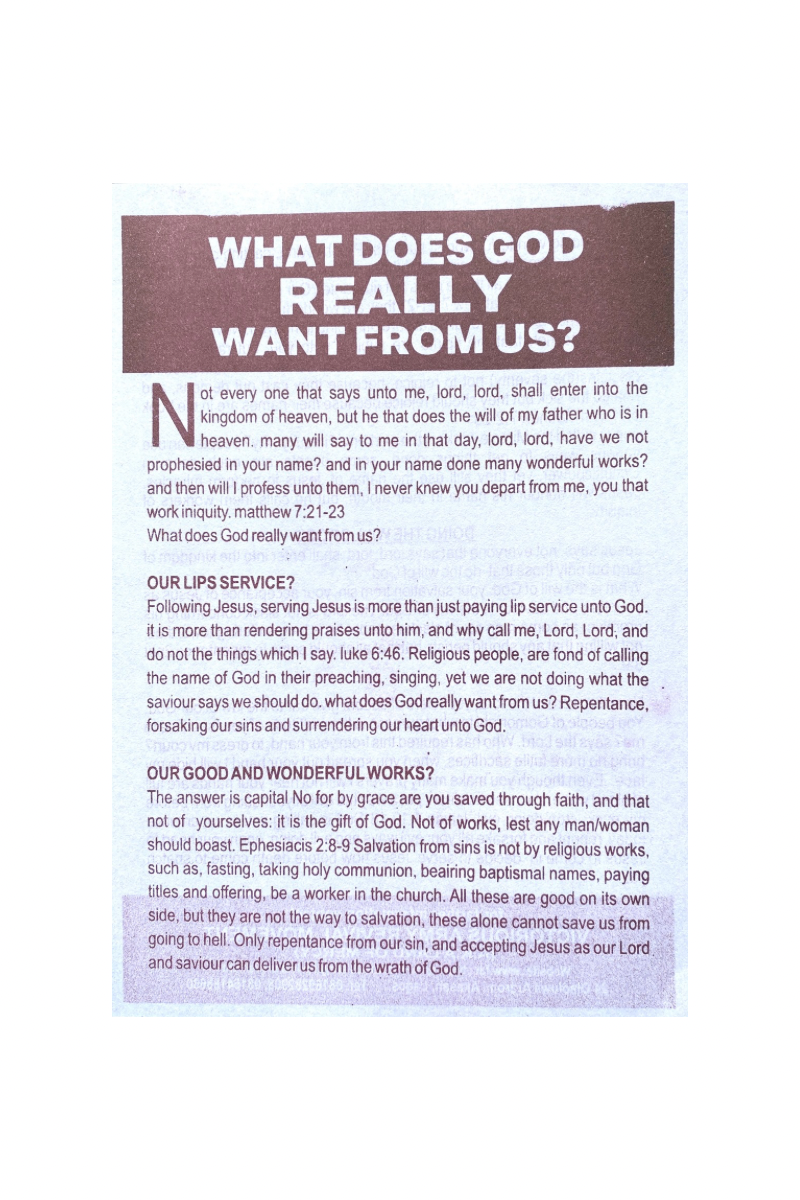 WHAT DOES GOD
REALLY
WANT FROM US?
Not every one that says unto me, lord, lord, shall enter into the
kingdom of heaven, but he that does the will of my father who is in
heaven. many will say to me in that day, lord, lord, have we not
prophesied in your name? and in your name done many wonderful works?
and then will I profess unto them, I never knew you depart from me, you that
work iniquity. matthew 7:21-23
What does God really want from us?
OUR LIPS SERVICE?
Following Jesus, serving Jesus is more than just paying lip service unto God.
it is more than rendering praises unto him, and why call me, Lord, Lord, and
do not the things which I say. luke 6:46. Religious people, are fond of calling
the name of God in their preaching, singing, yet we are not doing what the
saviour says we should do. what does God really want from us? Repentance,
forsaking our sins and surrendering our heart unto God.
OUR GOOD AND WONDERFUL WORKS?
The answer is capital No for by grace are you saved through faith, and that
not of yourselves: it is the gift of God. Not of works, lest any man/woman
should boast. Ephesiacis 2:8-9 Salvation from sins is not by religious works,
such as, fasting, taking holy communion, beairing baptismal names, paying
titles and offering, be a worker in the church. All these are good on its own
side, but they are not the way to salvation, these alone cannot save us from
going to hell. Only repentance from our sin, and accepting Jesus as our Lord
and saviour can deliver us from the wrath of God.